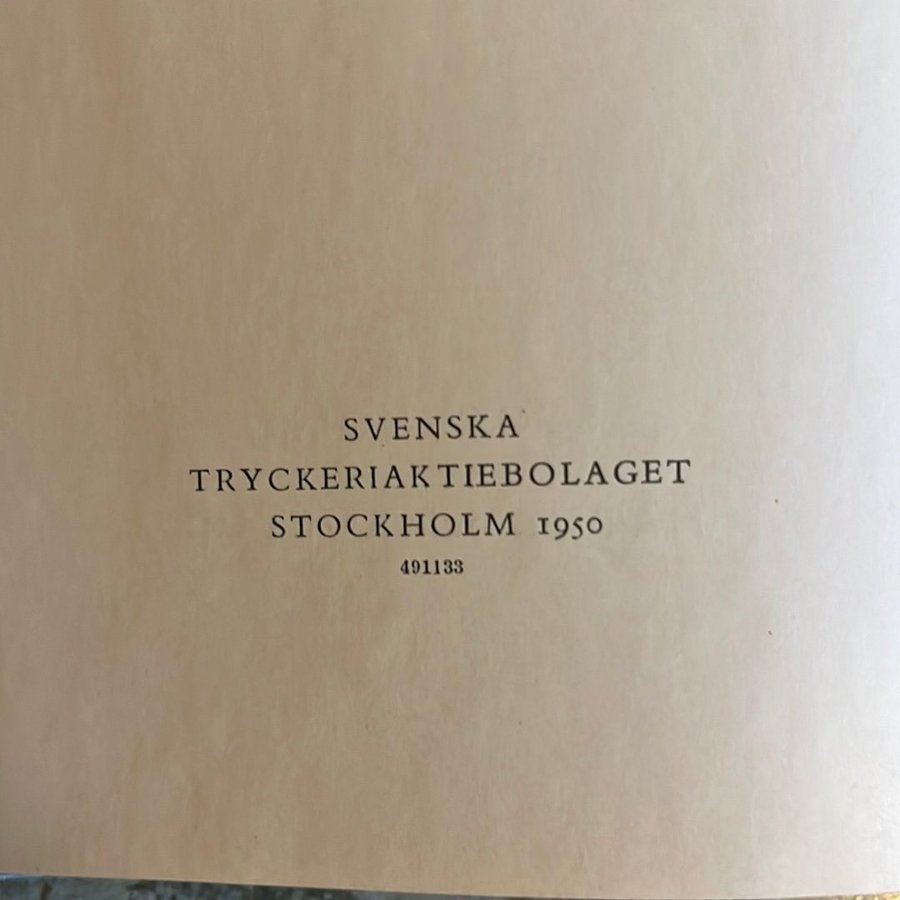 SVENSKA
TRYCKERIAKTIEBOLAGET
STOCKHOLM 1950
491133